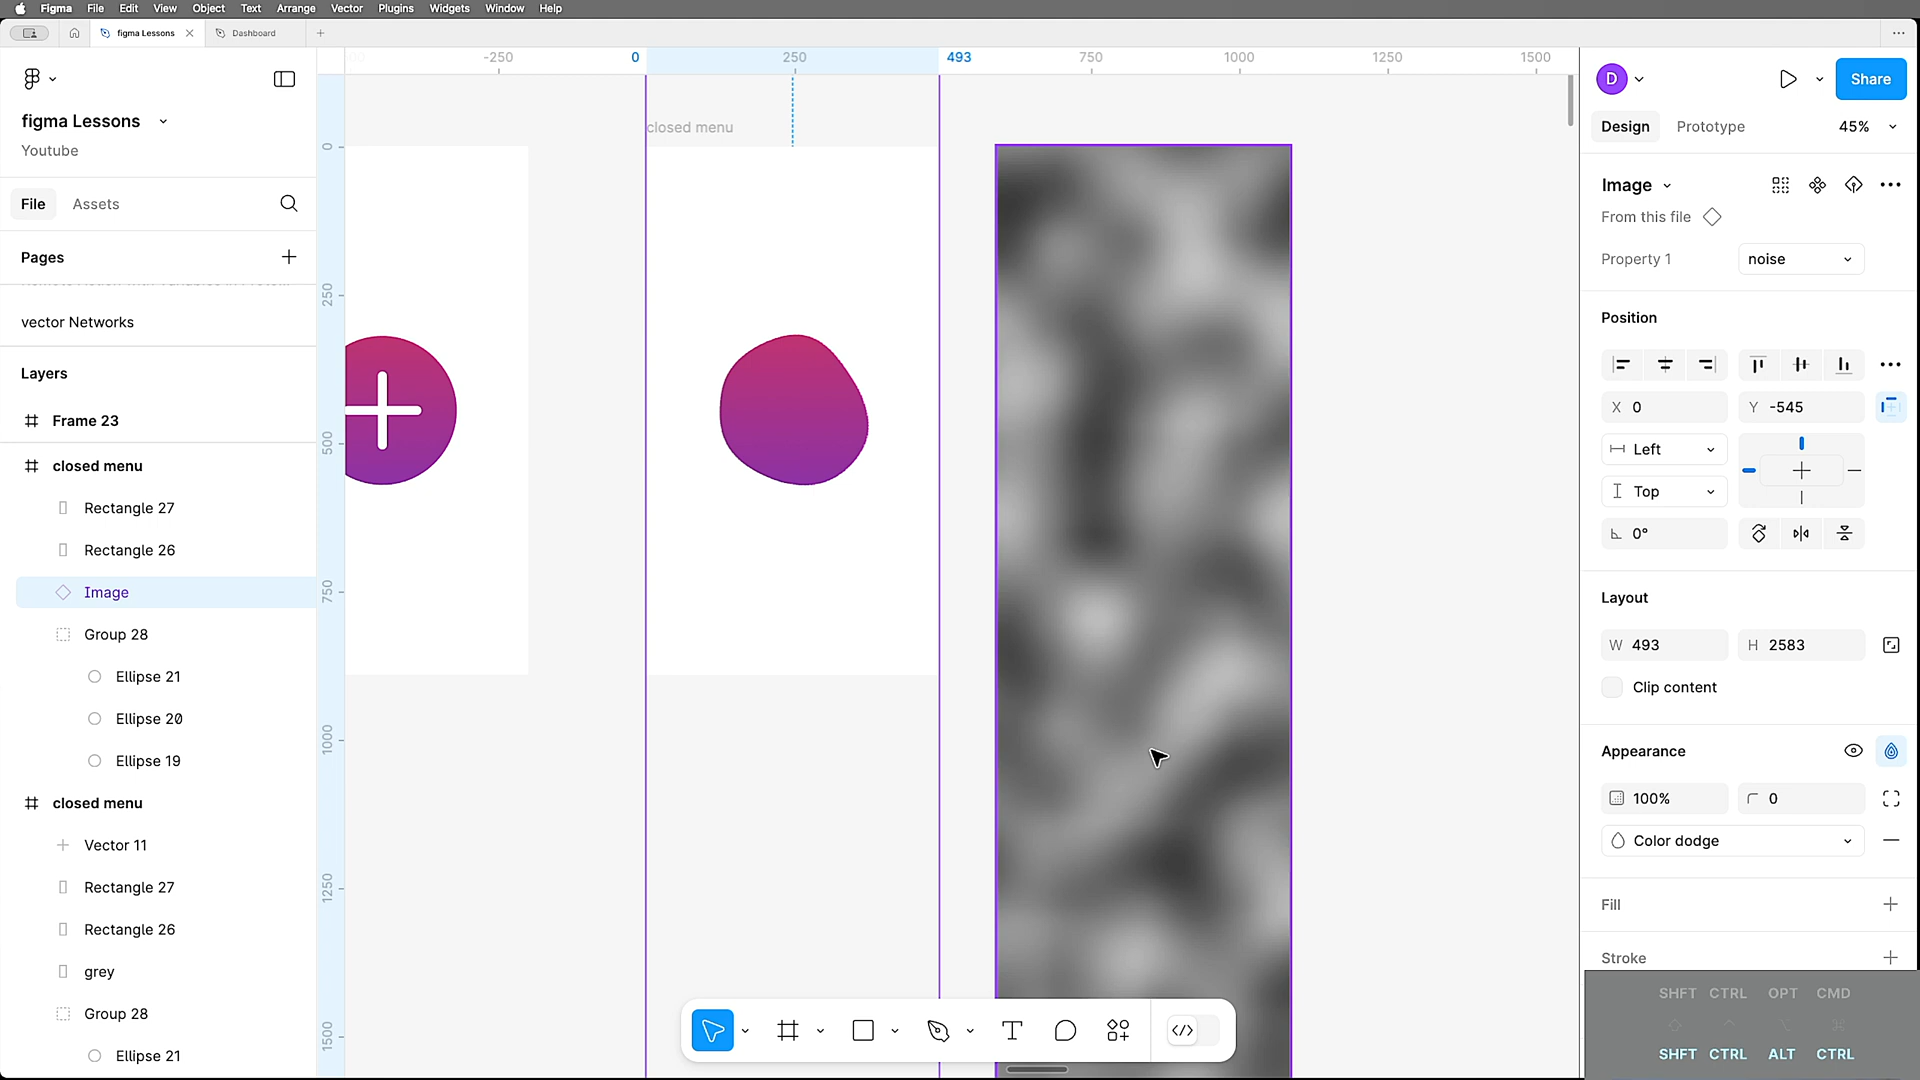 Figma File Edit View Object Text Arrange Vector Plugins Widgets Window Help
figma Lessons
Dashboard
figma Lessons
Youtube
File Assets
Pages
vector Networks
Layers
Frame 23
closed menu
Rectangle 27
Rectangle 26
Image
Group 28
Ellipse 21
Ellipse 20
Ellipse 19
closed menu
Vector 11
Rectangle 27
Rectangle 26
grey
Group 28
Ellipse 21
-250 0 250 493 750 1000 1250 1500
0
250
500
750
1000
1250
1500
closed menu
D
Share
Design Prototype 45%
Image
From this file
Property 1 noise
Position
X 0 Y -545
Left
Top
0°
Layout
W 493 H 2583
Clip content
Appearance
100% 0
Color dodge
Fill
Stroke
SHFT CTRL OPT CMD
SHFT CTRL ALT CTRL